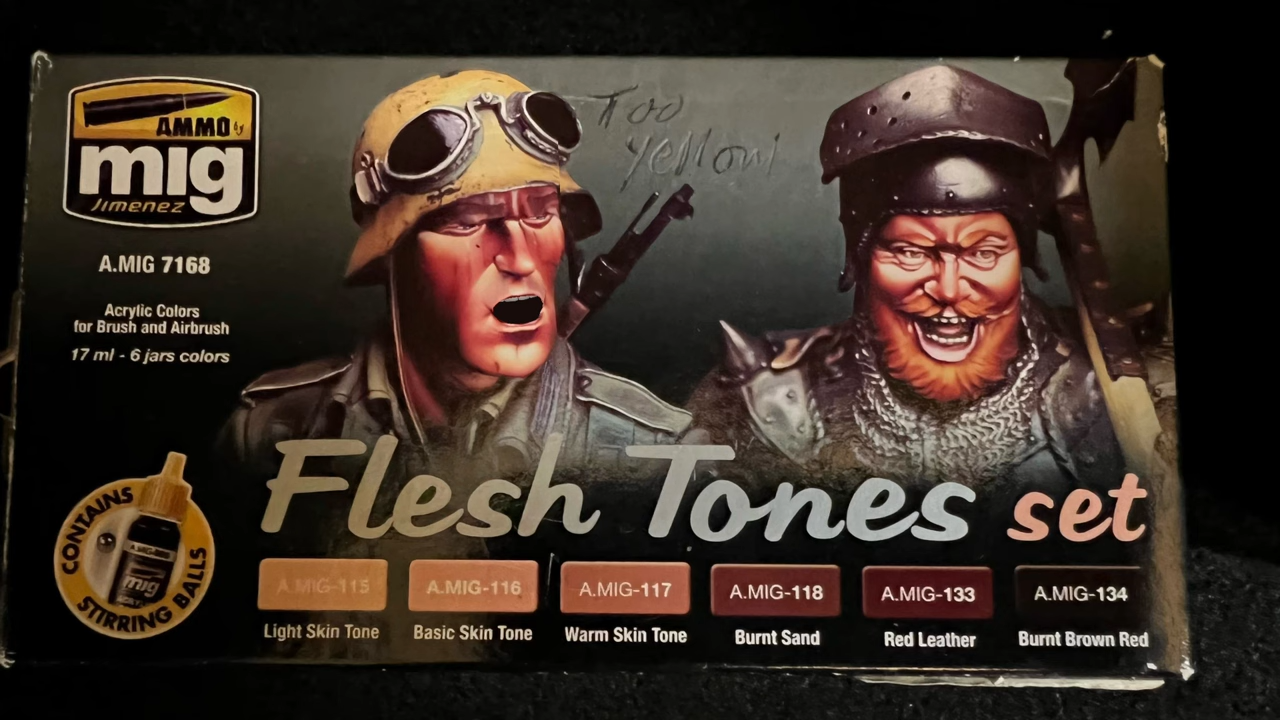 AMMO by
mig
Jimenez
A.MIG 7168
Acrylic Colors
for Brush and Airbrush
17 ml - 6 jars colors
Too
yellow!
CONTAINS
STIRRING BALLS
mig
Flesh Tones set
A.MIG-115
A.MIG-116
A.MIG-117
A.MIG-118
A.MIG-133
A.MIG-134
Light Skin Tone
Basic Skin Tone
Warm Skin Tone
Burnt Sand
Red Leather
Burnt Brown Red